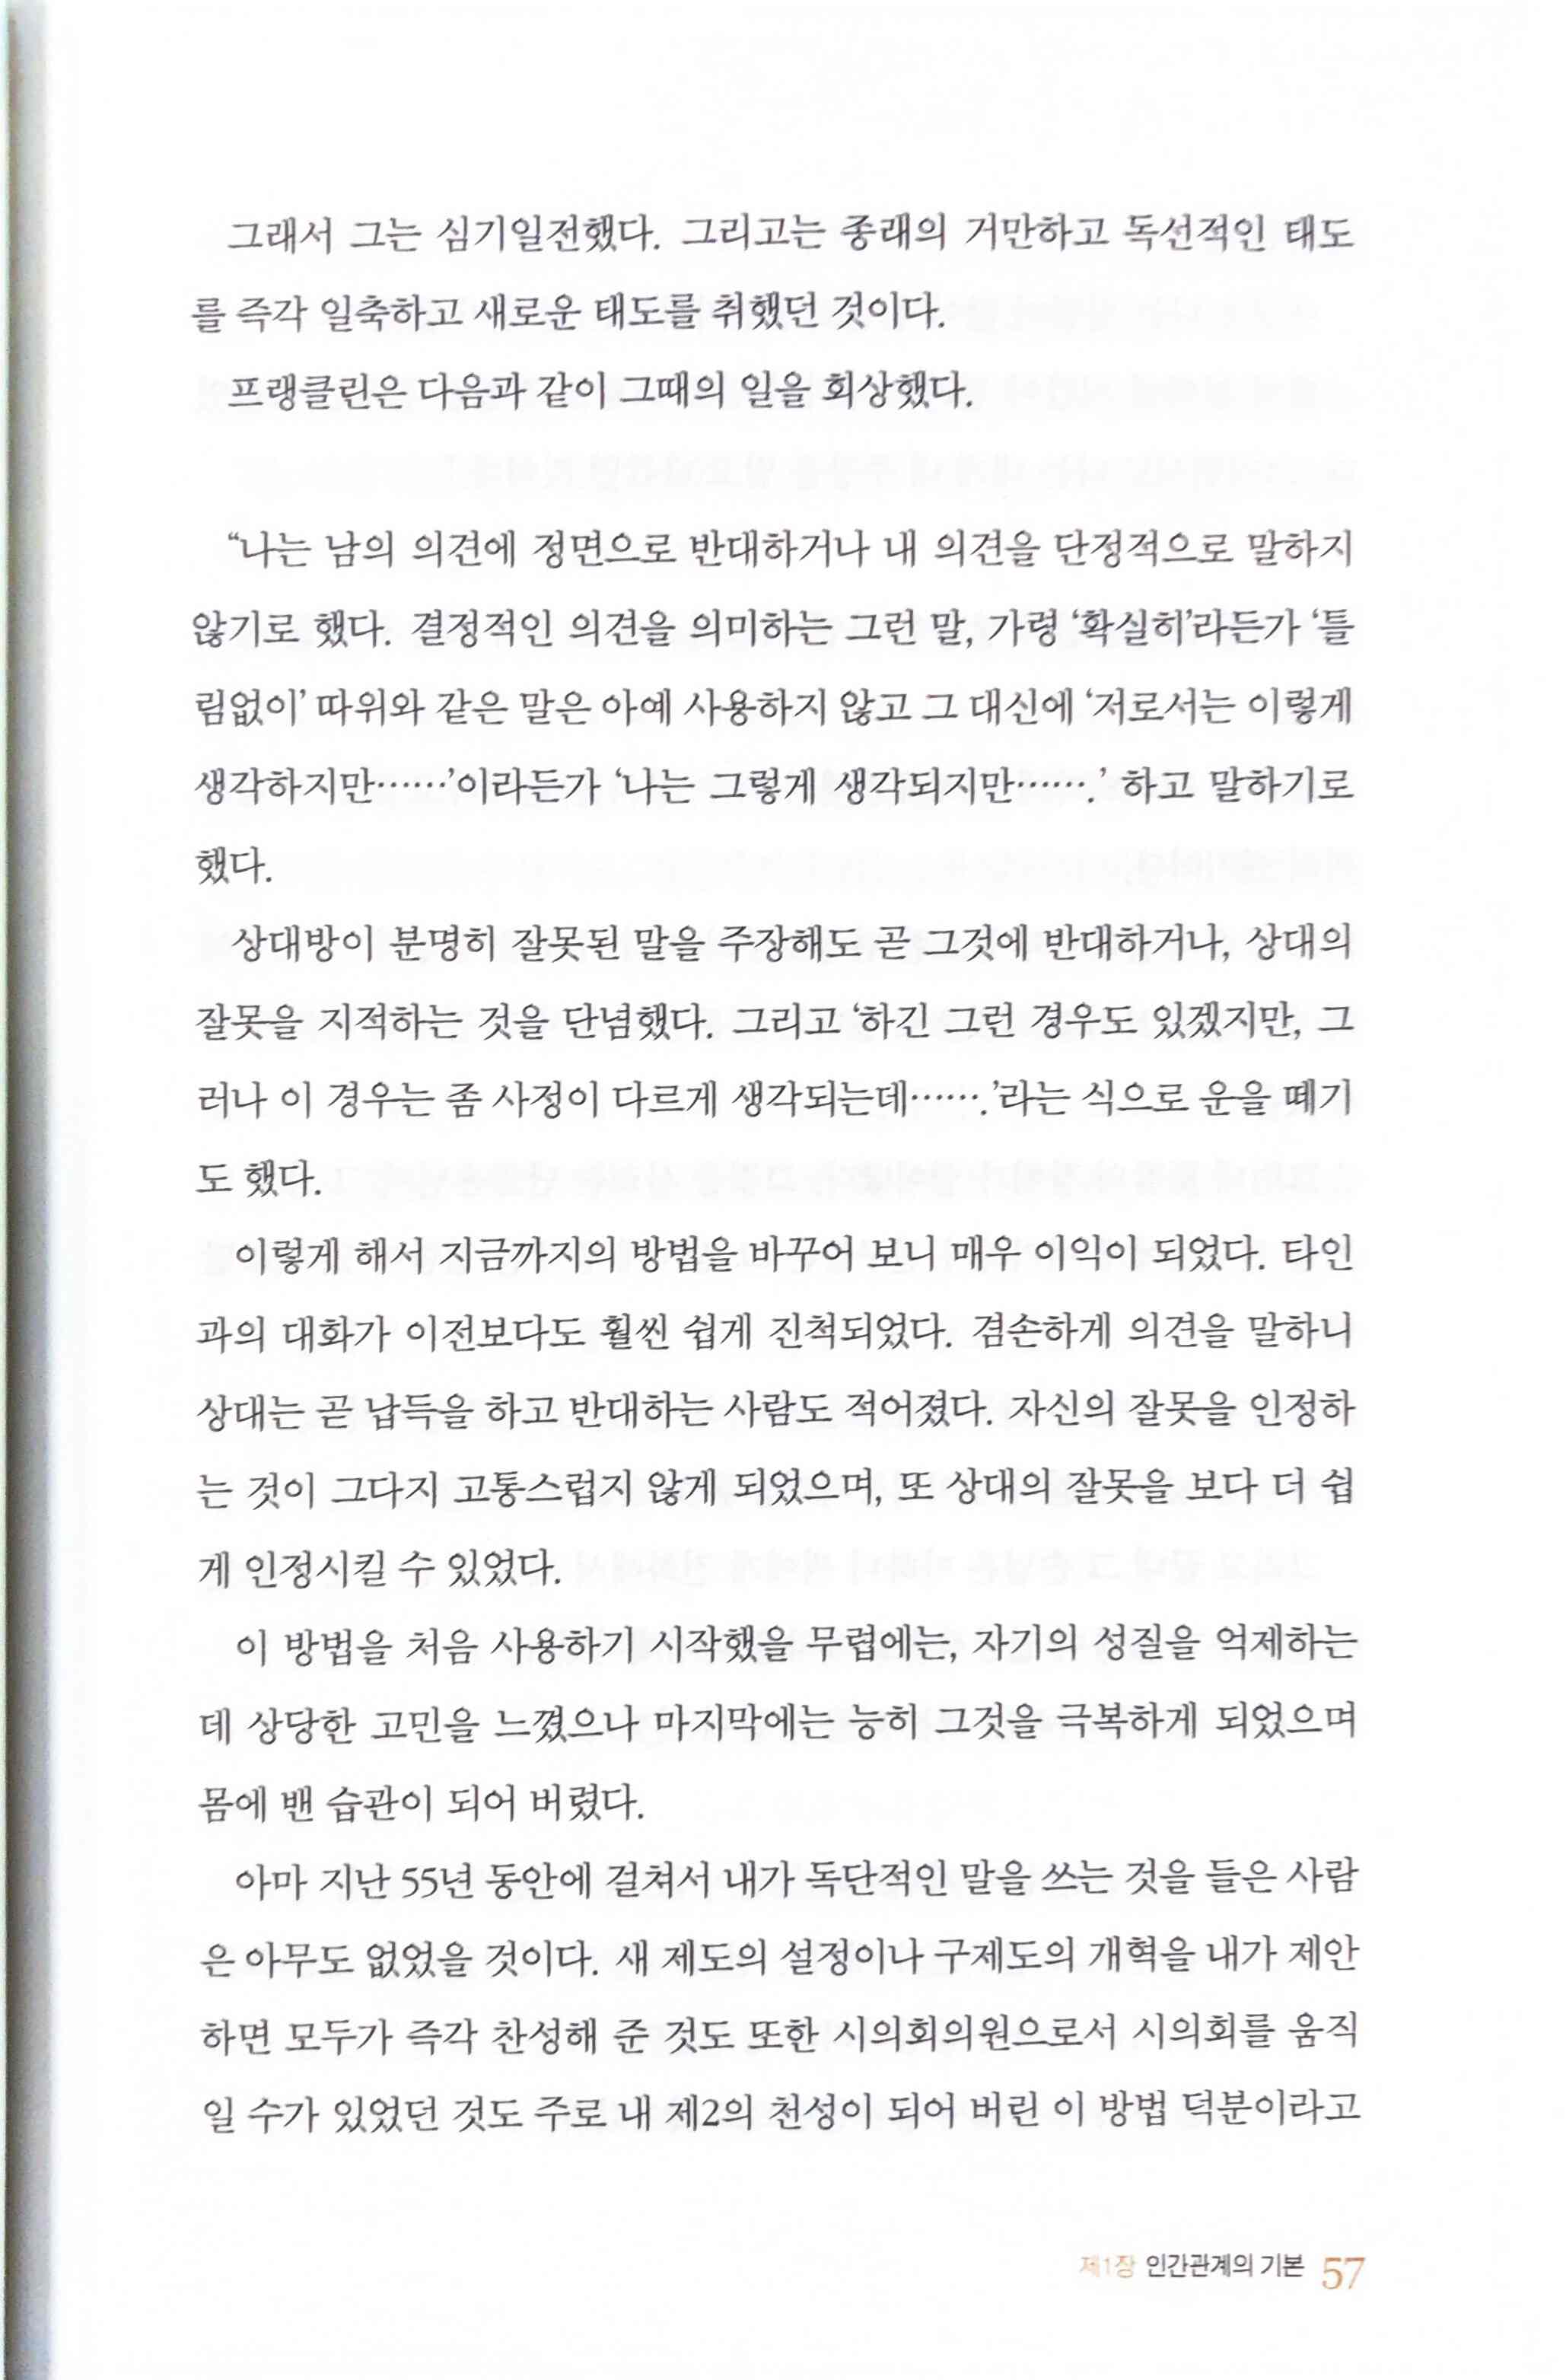 그래서 그는 심기일전했다. 그리고는 종래의 거만하고 독선적인 태도
를 즉각 일축하고 새로운 태도를 취했던 것이다.
프랭클린은 다음과 같이 그때의 일을 회상했다.
“나는 남의 의견에 정면으로 반대하거나 내 의견을 단정적으로 말하지
않기로 했다. 결정적인 의견을 의미하는 그런 말, 가령 ‘확실히’라든가 ‘틀
림없이’ 따위와 같은 말은 아예 사용하지 않고 그 대신에 ‘저로서는 이렇게
생각하지만……’이라든가 ‘나는 그렇게 생각되지만…….’ 하고 말하기로
했다.
상대방이 분명히 잘못된 말을 주장해도 곧 그것에 반대하거나, 상대의
잘못을 지적하는 것을 단념했다. 그리고 ‘하긴 그런 경우도 있겠지만, 그
러나 이 경우는 좀 사정이 다르게 생각되는데…….’라는 식으로 운을 떼기
도 했다.
이렇게 해서 지금까지의 방법을 바꾸어 보니 매우 이익이 되었다. 타인
과의 대화가 이전보다도 훨씬 쉽게 진척되었다. 겸손하게 의견을 말하니
상대는 곧 납득을 하고 반대하는 사람도 적어졌다. 자신의 잘못을 인정하
는 것이 그다지 고통스럽지 않게 되었으며, 또 상대의 잘못을 보다 더 쉽
게 인정시킬 수 있었다.
이 방법을 처음 사용하기 시작했을 무렵에는, 자기의 성질을 억제하는
데 상당한 고민을 느꼈으나 마지막에는 능히 그것을 극복하게 되었으며
몸에 밴 습관이 되어 버렸다.
아마 지난 55년 동안에 걸쳐서 내가 독단적인 말을 쓰는 것을 들은 사람
은 아무도 없었을 것이다. 새 제도의 설정이나 구제도의 개혁을 내가 제안
하면 모두가 즉각 찬성해 준 것도 또한 시의회의원으로서 시의회를 움직
일 수가 있었던 것도 주로 내 제2의 천성이 되어 버린 이 방법 덕분이라고
제1장 인간관계의 기본 57